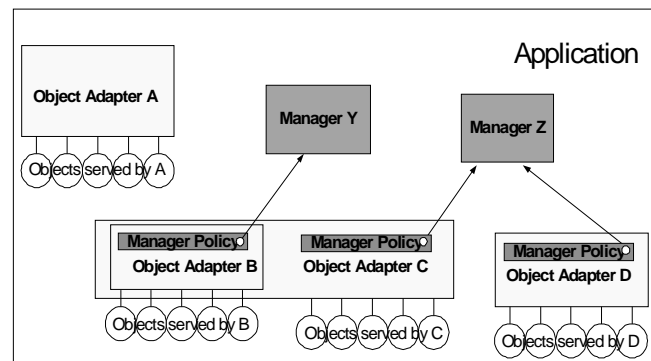 Application
Object Adapter A
Objects served by A
Manager Y
Manager Z
Manager Policy
Object Adapter B
Objects served by B
Manager Policy
Object Adapter C
Objects served by C
Manager Policy
Object Adapter D
Objects served by D